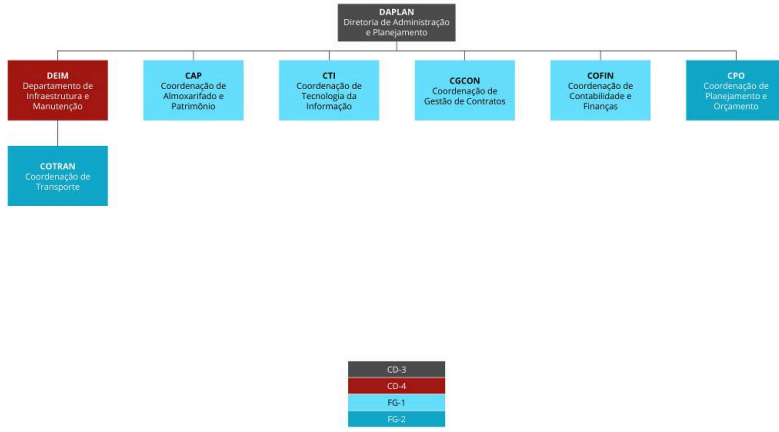 DAPLAN
Diretoria de Administração
e Planejamento
DEIM
Departamento de
Infraestrutura e
Manutenção
CAP
Coordenação de
Almoxarifado e
Patrimônio
CTI
Coordenação de
Tecnologia da
Informação
CGCON
Coordenação de
Gestão de Contratos
COFIN
Coordenação de
Contabilidade e
Finanças
CPO
Coordenação de
Planejamento e
Orçamento
COTRAN
Coordenação de
Transporte
CD-3
CD-4
FG-1
FG-2